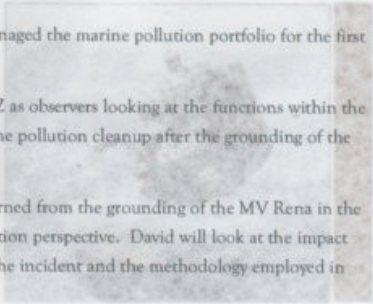 naged the marine pollution portfolio for the first
as observers looking at the functions within the
ne pollution cleanup after the grounding of the
rned from the grounding of the MV Rena in the
tion perspective. David will look at the impact
he incident and the methodology employed in